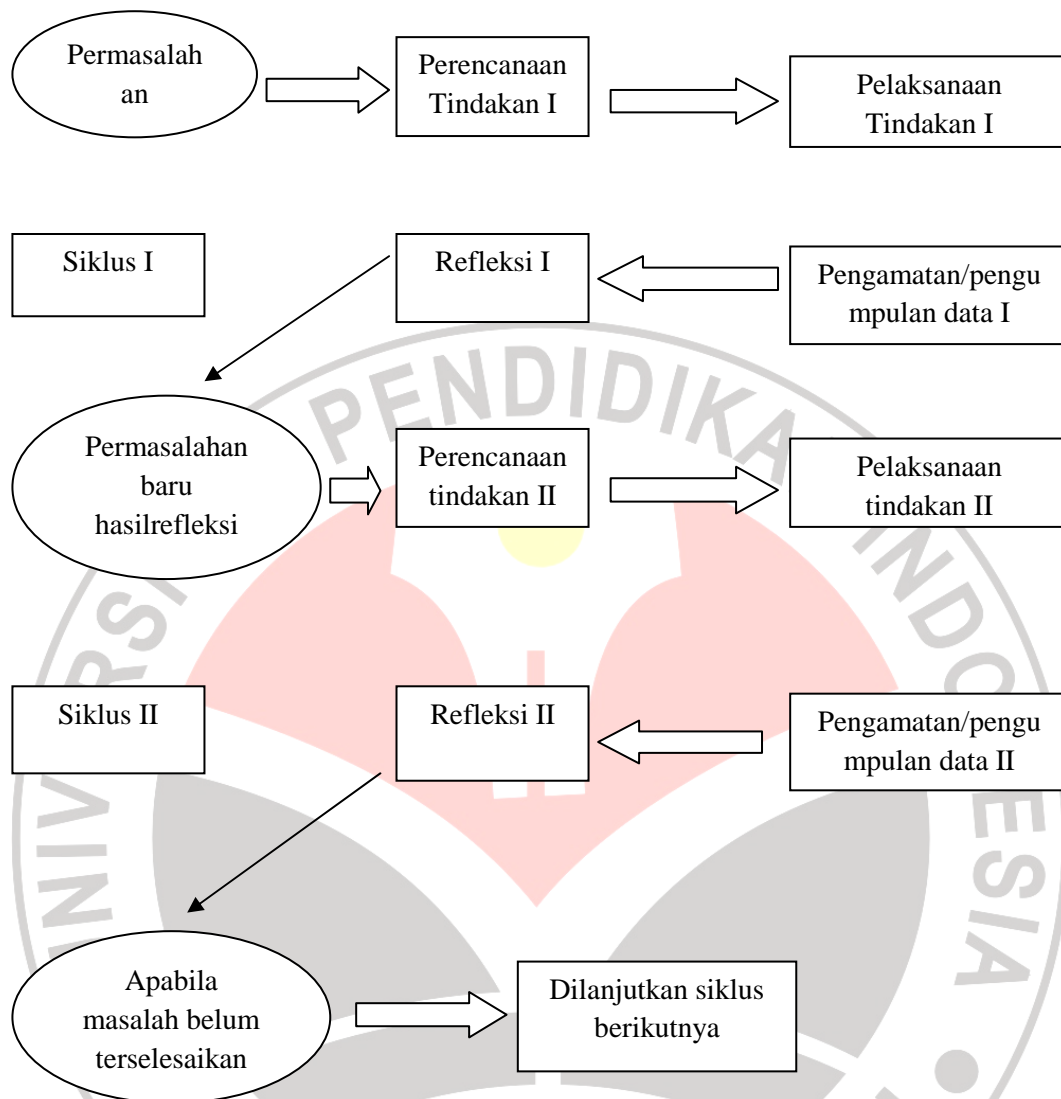 Permasalah
an
Perencanaan
Tindakan I
Pelaksanaan
Tindakan I
Siklus I
Refleksi I
Pengamatan/pengu
mpulan data I
Permasalahan
baru
hasilrefleksi
Perencanaan
tindakan II
Pelaksanaan
tindakan II
Siklus II
Refleksi II
Pengamatan/pengu
mpulan data II
Apabila
masalah belum
terselesaikan
Dilanjutkan siklus
berikutnya